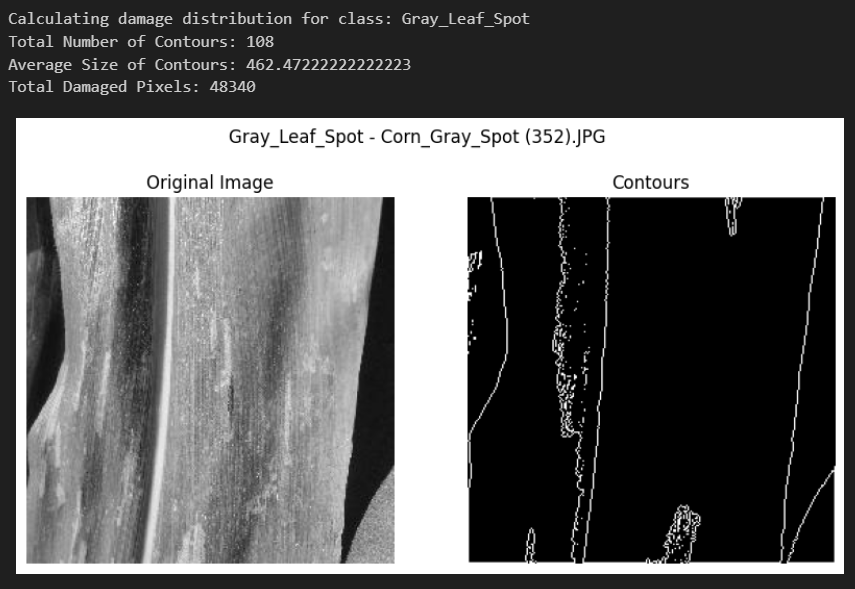 Calculating damage distribution for class: Gray_Leaf_Spot
Total Number of Contours: 108
Average Size of Contours: 462.47222222222223
Total Damaged Pixels: 48340
Gray_Leaf_Spot - Corn_Gray_Spot (352).JPG
Original Image
Contours